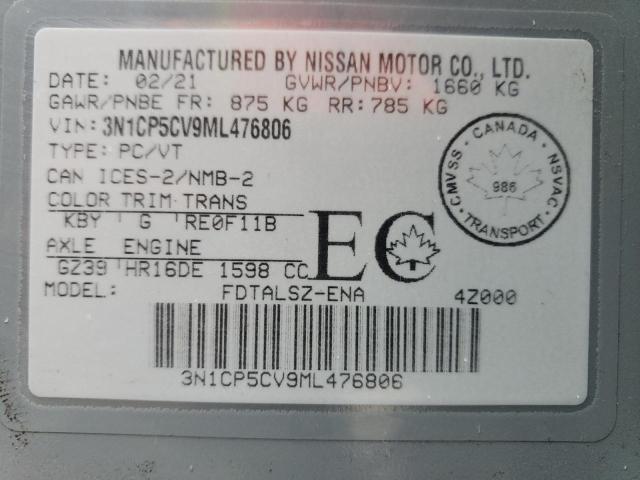 MANUFACTURED BY NISSAN MOTOR CO., LTD.
DATE: 02/21 GVWR/PNBV: 1660 KG
GAWR/PNBE FR: 875 KG RR: 785 KG
VIN: 3N1CP5CV9ML476806
TYPE: PC/VT
CAN ICES-2/NMB-2
COLOR TRIM TRANS
KBY G RE0F11B
AXLE ENGINE
GZ39 HR16DE 1598 CC
EC
MODEL: FDTALSZ-ENA 4Z000
3N1CP5CV9ML476806
CANADA
CMVSS
NSVAC
986
TRANSPORT